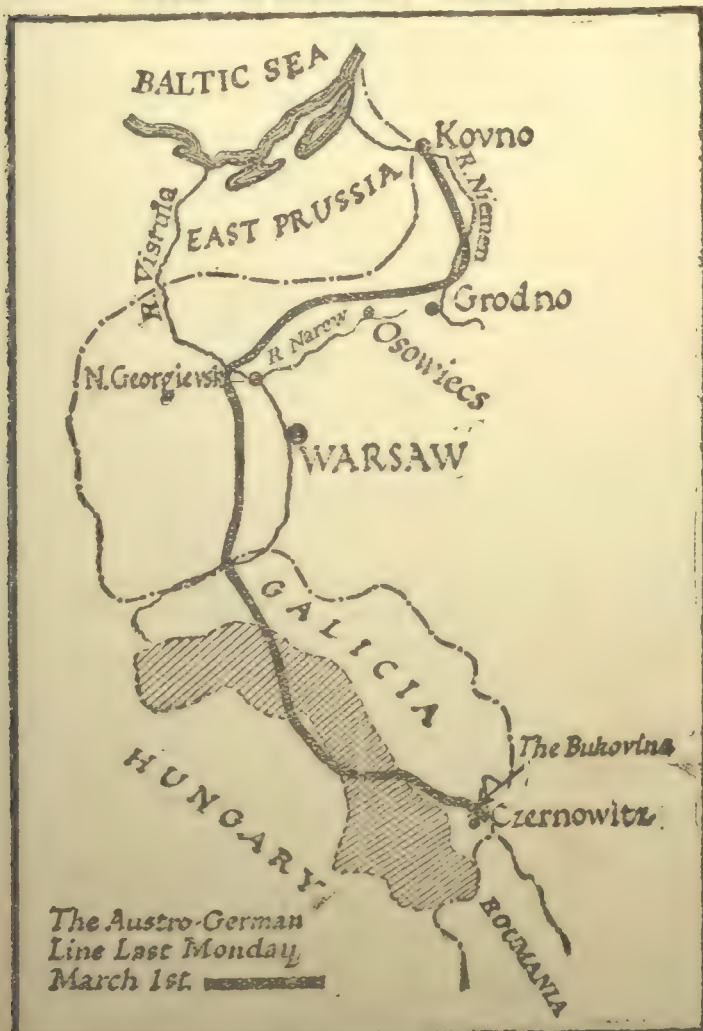 BALTIC SEA
Kovno
R. Niemen
EAST PRUSSIA
R. Vistula
Grodno
R. Narew
Osowiecs
N. Georgievsk
WARSAW
GALICIA
The Bukovina
HUNGARY
Czernowitz
ROUMANIA
The Austro-German
Line Last Monday,
March 1st.